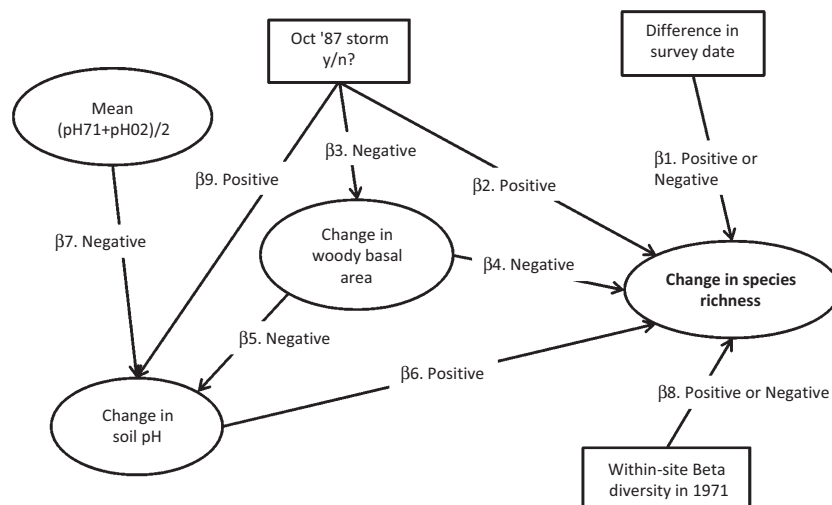 Oct '87 storm
y/n?
Difference in
survey date
Mean
(pH71+pH02)/2
β3. Negative
β1. Positive or
Negative
β9. Positive
β2. Positive
β7. Negative
Change in
woody basal
area
β4. Negative
Change in species
richness
β5. Negative
β6. Positive
β8. Positive or Negative
Change in
soil pH
Within-site Beta
diversity in 1971